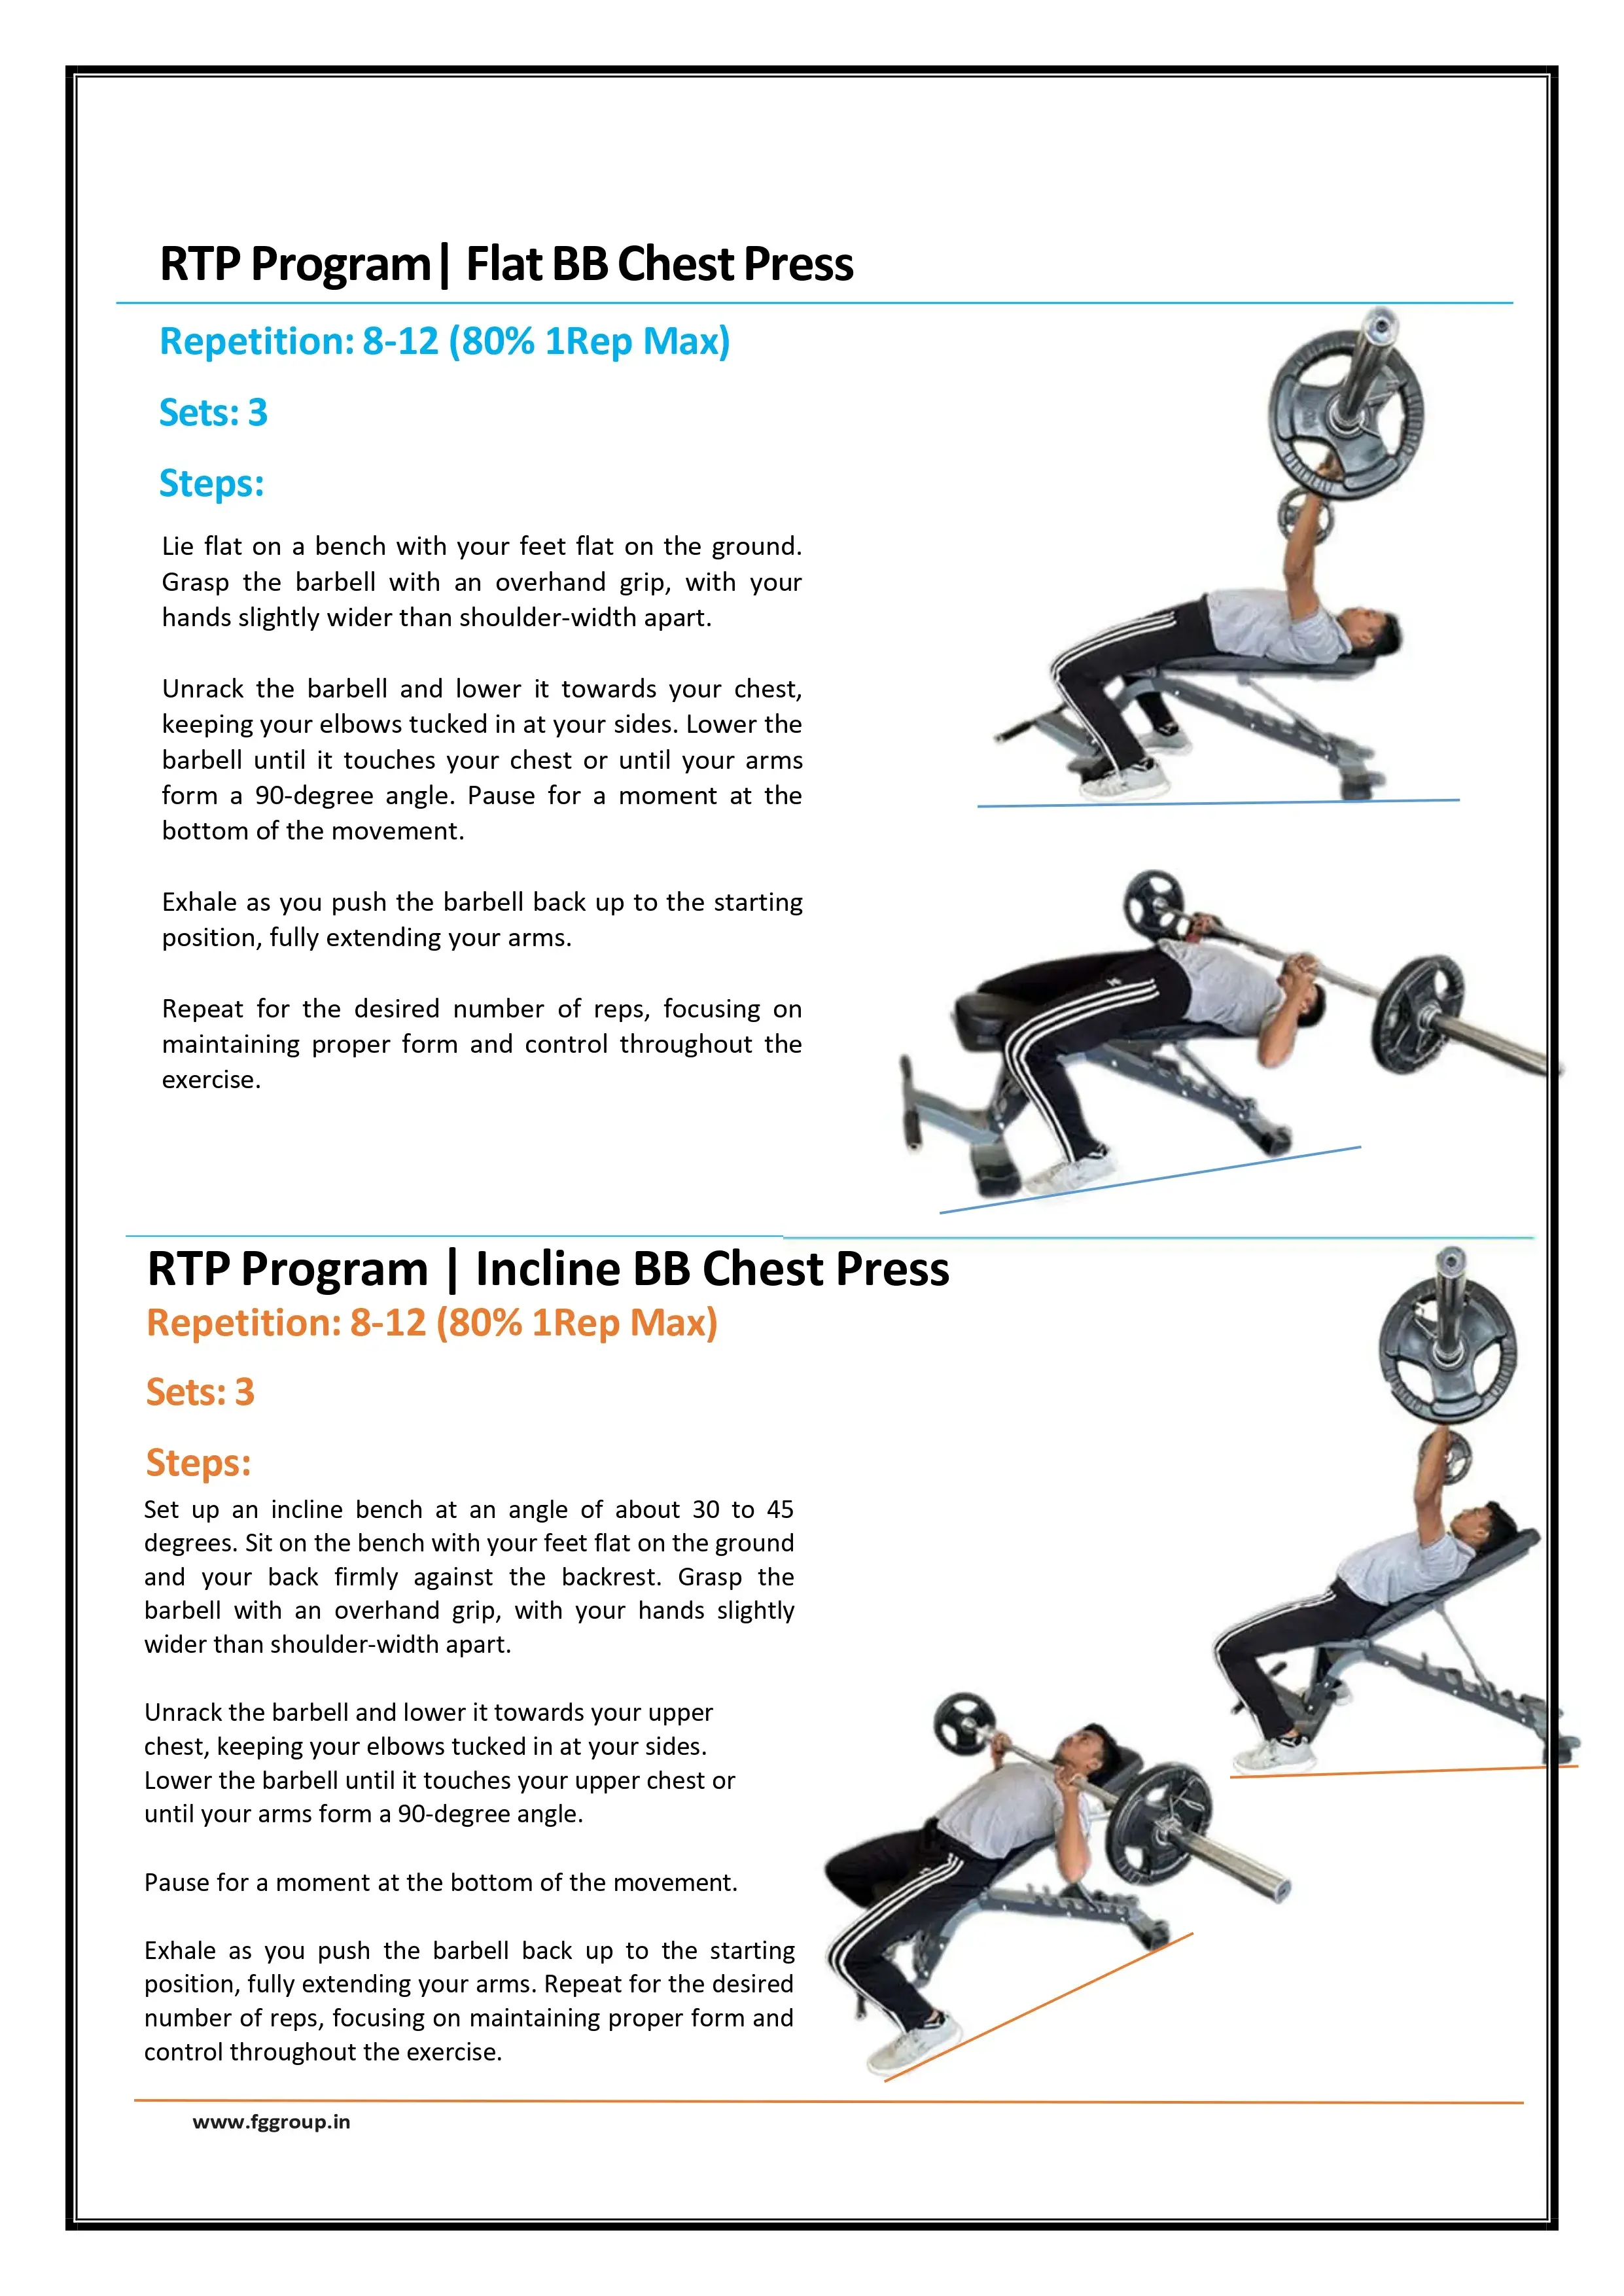 RTP Program| Flat BB Chest Press
Repetition: 8-12 (80% 1Rep Max)
Sets: 3
Steps:
Lie flat on a bench with your feet flat on the ground.
Grasp the barbell with an overhand grip, with your
hands slightly wider than shoulder-width apart.
Unrack the barbell and lower it towards your chest,
keeping your elbows tucked in at your sides. Lower the
barbell until it touches your chest or until your arms
form a 90-degree angle. Pause for a moment at the
bottom of the movement.
Exhale as you push the barbell back up to the starting
position, fully extending your arms.
Repeat for the desired number of reps, focusing on
maintaining proper form and control throughout the
exercise.
RTP Program | Incline BB Chest Press
Repetition: 8-12 (80% 1Rep Max)
Sets: 3
Steps:
Set up an incline bench at an angle of about 30 to 45
degrees. Sit on the bench with your feet flat on the ground
and your back firmly against the backrest. Grasp the
barbell with an overhand grip, with your hands slightly
wider than shoulder-width apart.
Unrack the barbell and lower it towards your upper
chest, keeping your elbows tucked in at your sides.
Lower the barbell until it touches your upper chest or
until your arms form a 90-degree angle.
Pause for a moment at the bottom of the movement.
Exhale as you push the barbell back up to the starting
position, fully extending your arms. Repeat for the desired
number of reps, focusing on maintaining proper form and
control throughout the exercise.
www.fggroup.in